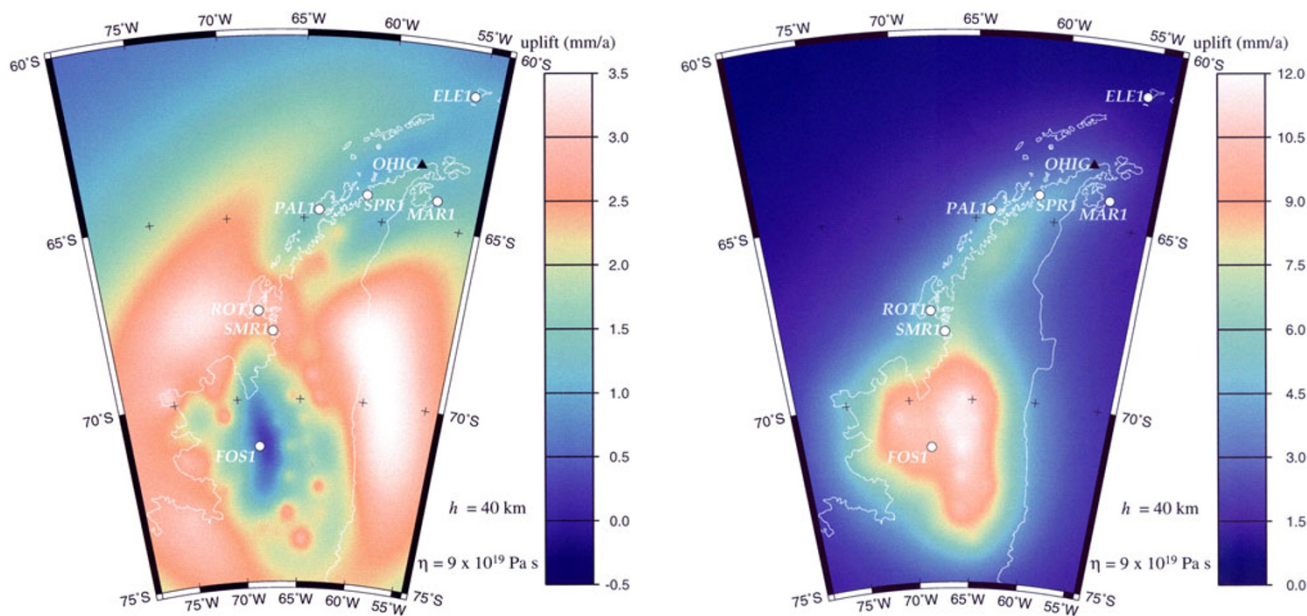 75°W
70°W
65°W
60°W
55°W
uplift (mm/a)
60°S
60°S
3.5
3.0
2.5
2.0
1.5
1.0
0.5
0.0
-0.5
ELE1
OHIG
PAL1
SPR1
MAR1
65°S
65°S
ROT1
SMR1
70°S
70°S
FOS1
h = 40 km
η = 9 x 10¹⁹ Pa s
75°S
75°S
75°W
70°W
65°W
60°W
55°W
75°W
70°W
65°W
60°W
55°W
uplift (mm/a)
60°S
60°S
12.0
10.5
9.0
7.5
6.0
4.5
3.0
1.5
0.0
ELE1
OHIG
PAL1
SPR1
MAR1
65°S
65°S
ROT1
SMR1
70°S
70°S
FOS1
h = 40 km
η = 9 x 10¹⁹ Pa s
75°S
75°S
75°W
70°W
65°W
60°W
55°W